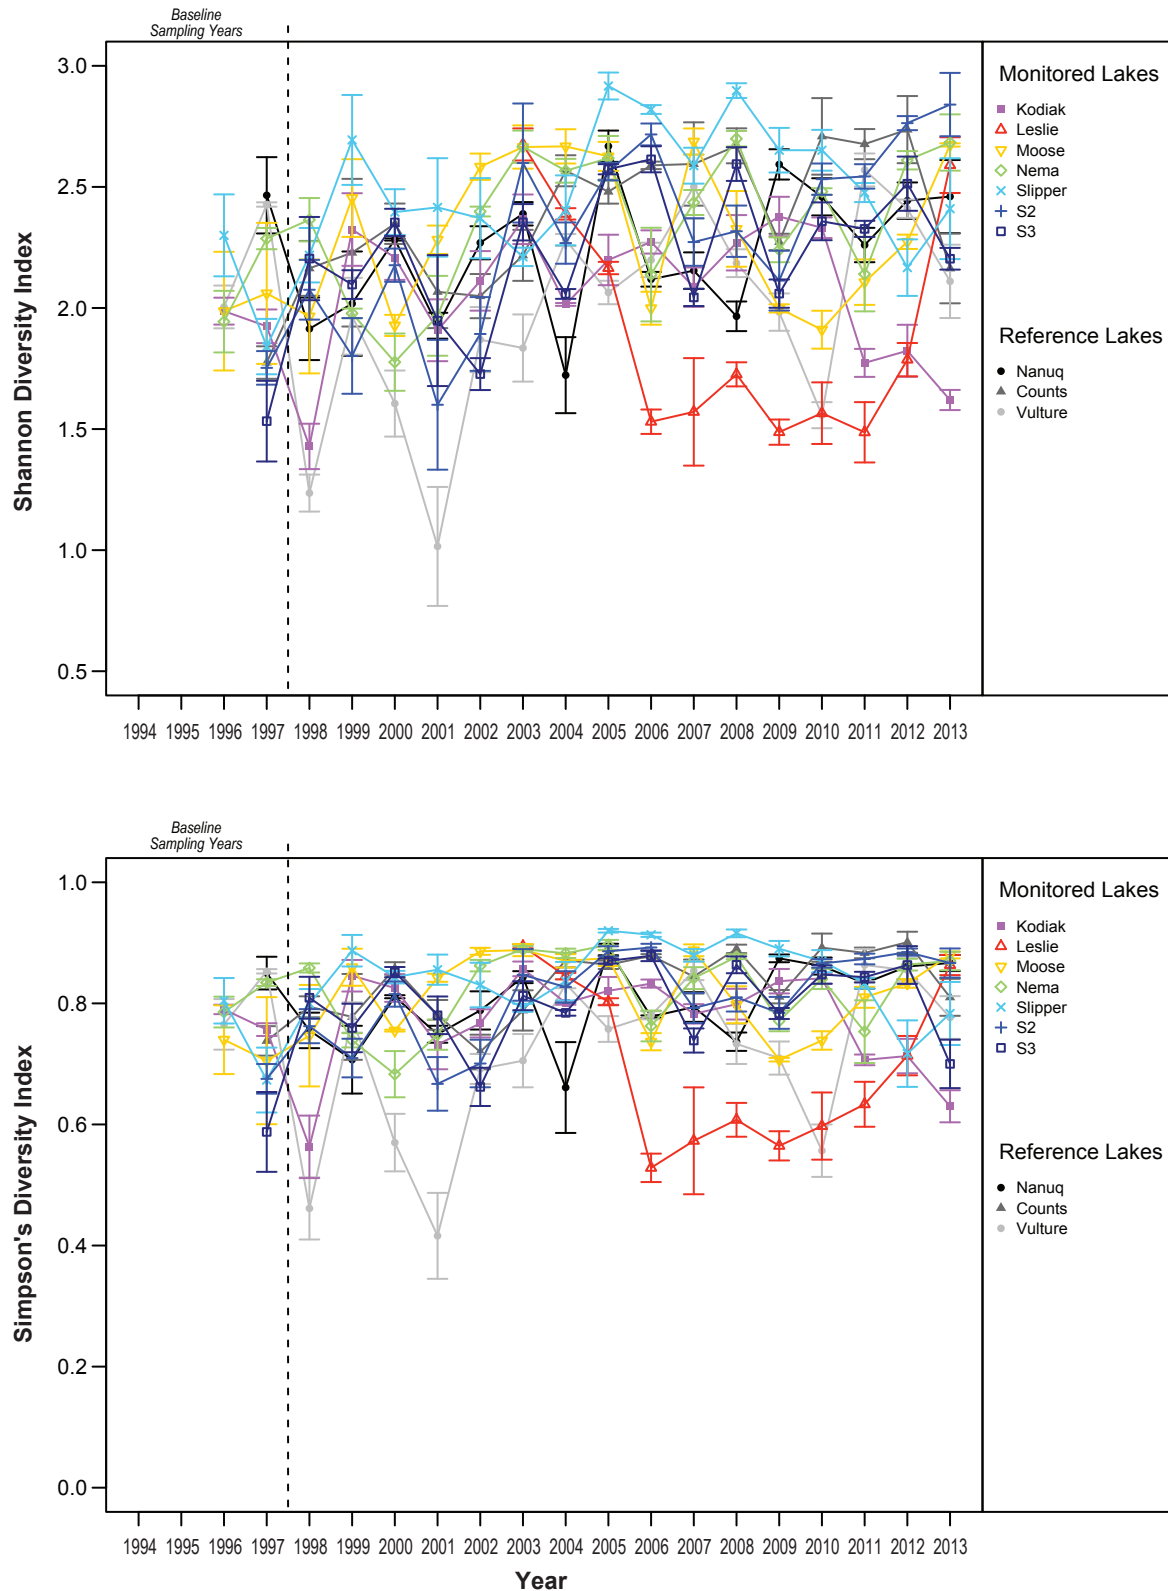 Baseline
Sampling Years
Shannon Diversity Index
3.0
2.5
2.0
1.5
1.0
0.5
1994 1995 1996 1997 1998 1999 2000 2001 2002 2003 2004 2005 2006 2007 2008 2009 2010 2011 2012 2013
Monitored Lakes
Kodiak
Leslie
Moose
Nema
Slipper
S2
S3
Reference Lakes
Nanuq
Counts
Vulture
Baseline
Sampling Years
Simpson's Diversity Index
1.0
0.8
0.6
0.4
0.2
0.0
1994 1995 1996 1997 1998 1999 2000 2001 2002 2003 2004 2005 2006 2007 2008 2009 2010 2011 2012 2013
Year
Monitored Lakes
Kodiak
Leslie
Moose
Nema
Slipper
S2
S3
Reference Lakes
Nanuq
Counts
Vulture